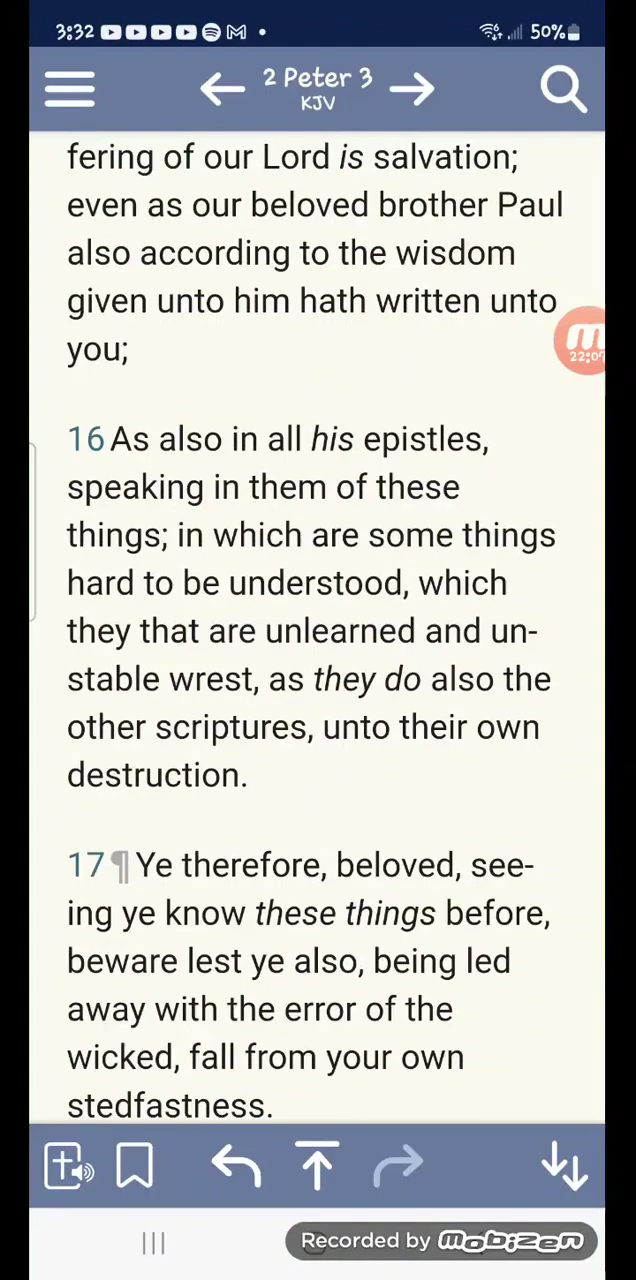 3:32 50%
2 Peter 3
KJV
fering of our Lord is salvation;
even as our beloved brother Paul
also according to the wisdom
given unto him hath written unto
you;
22:07
16 As also in all his epistles,
speaking in them of these
things; in which are some things
hard to be understood, which
they that are unlearned and un-
stable wrest, as they do also the
other scriptures, unto their own
destruction.
17 ¶ Ye therefore, beloved, see-
ing ye know these things before,
beware lest ye also, being led
away with the error of the
wicked, fall from your own
stedfastness.
Recorded by mobizen